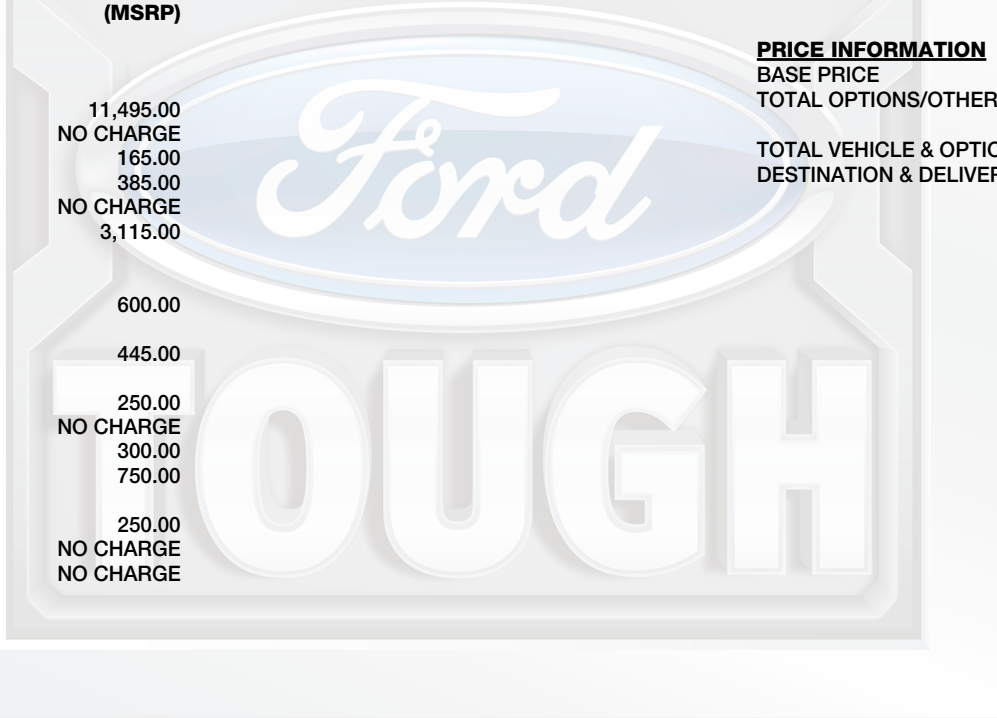 (MSRP)
11,495.00
NO CHARGE
165.00
385.00
NO CHARGE
3,115.00
600.00
445.00
250.00
NO CHARGE
300.00
750.00
250.00
NO CHARGE
NO CHARGE
PRICE INFORMATION
BASE PRICE
TOTAL OPTIONS/OTHER
TOTAL VEHICLE & OPTIO
DESTINATION & DELIVER
Ford
TOUGH